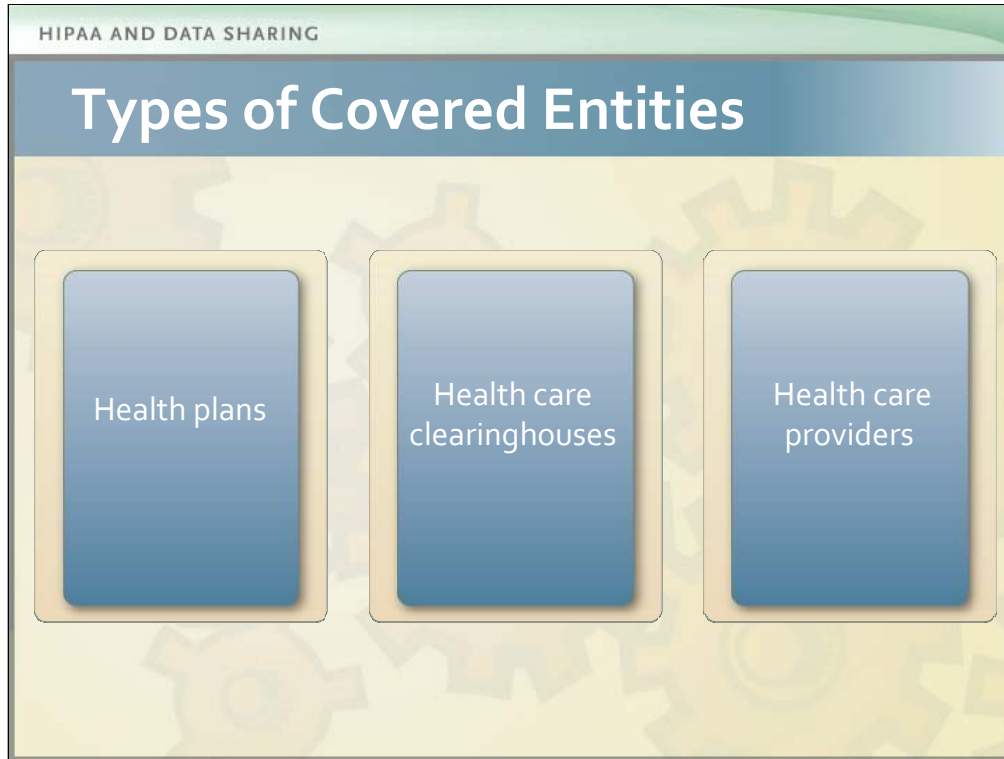 HIPAA AND DATA SHARING
Types of Covered Entities
Health plans
Health care
clearinghouses
Health care
providers